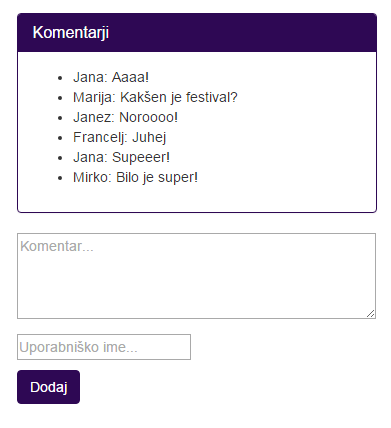 Komentarji
Jana: Aaaa!
Marija: Kakšen je festival?
Janez: Noroooo!
Francelj: Juhej
Jana: Supeeer!
Mirko: Bilo je super!
Komentar...
Uporabniško ime...
Dodaj